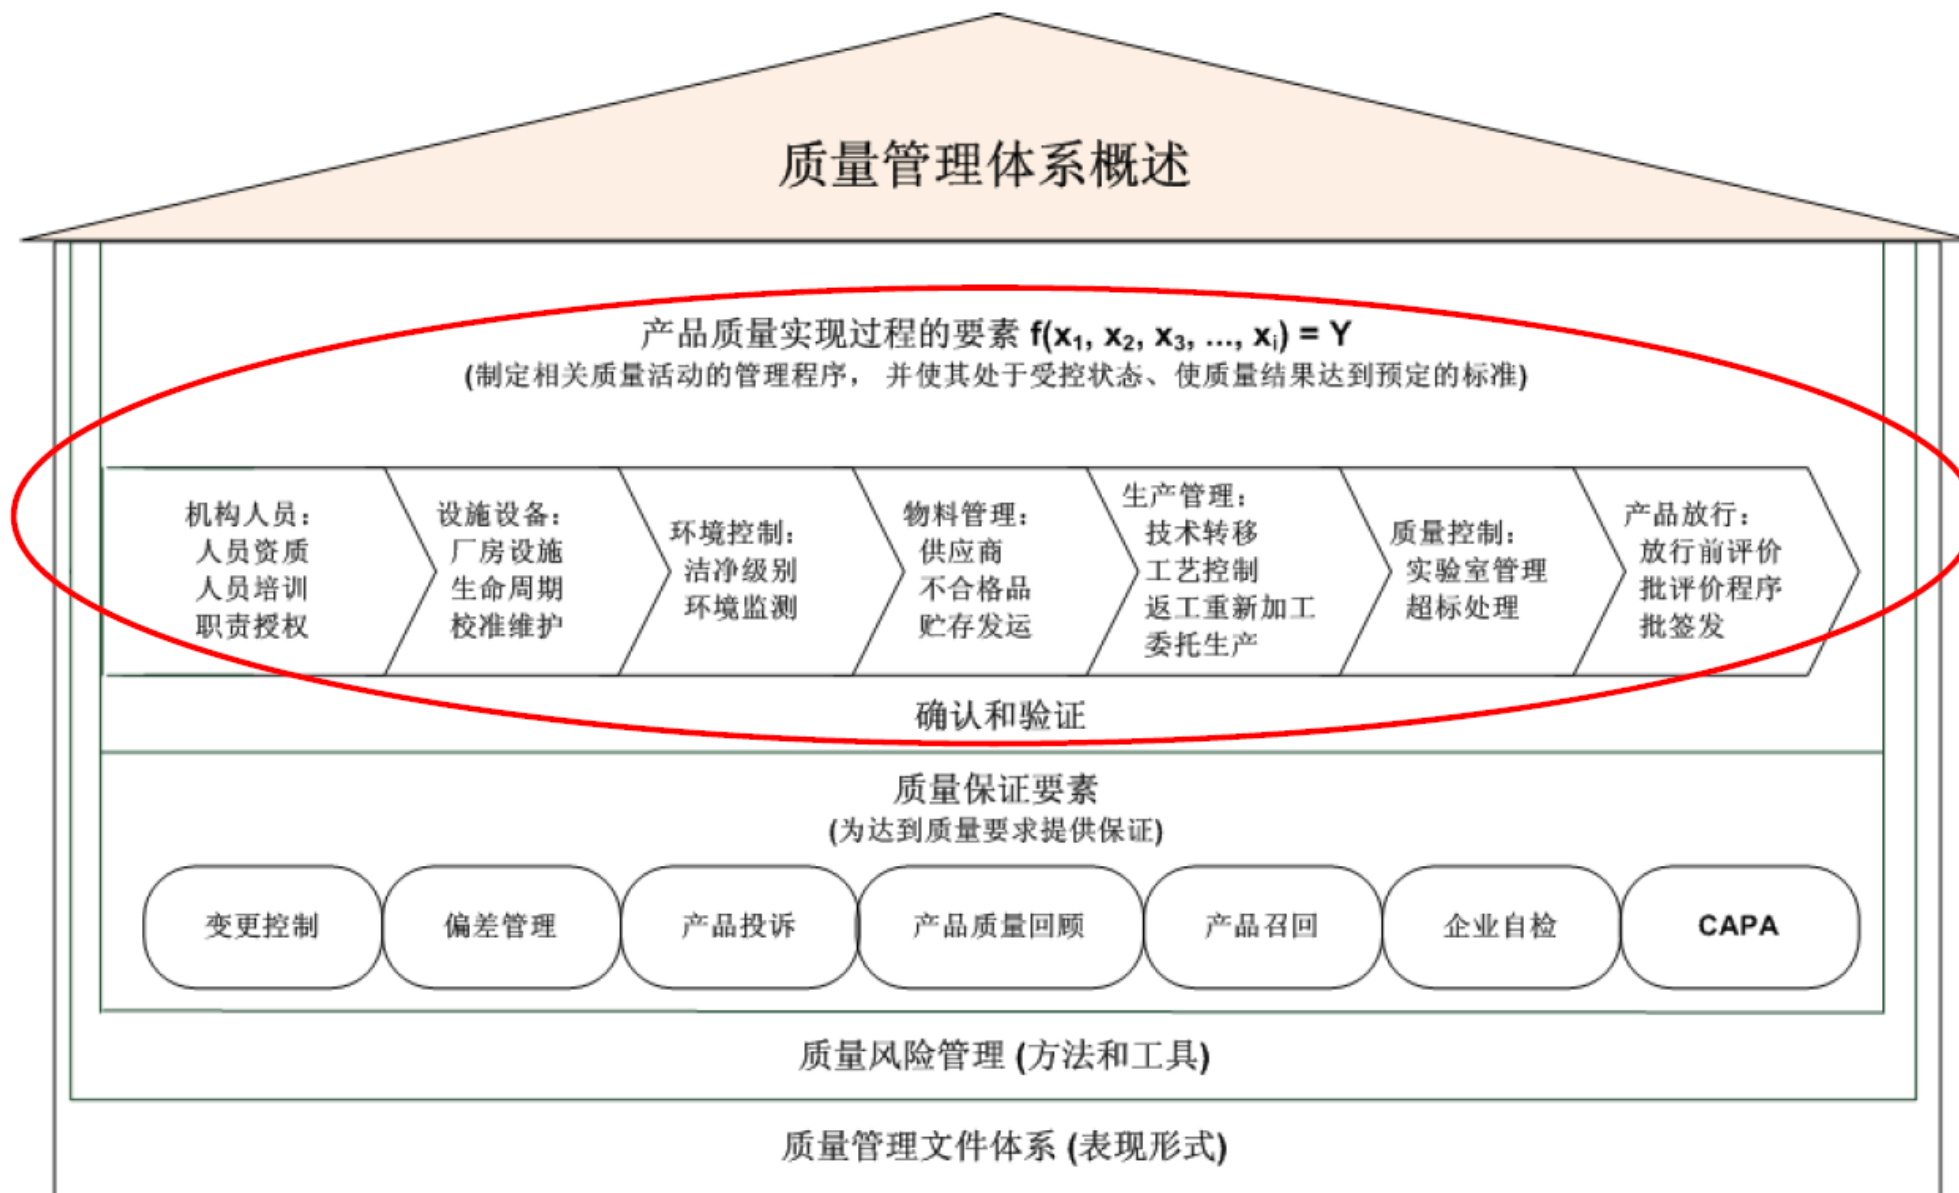 质量管理体系概述
产品质量实现过程的要素 f(x₁, x₂, x₃, ..., xᵢ) = Y
(制定相关质量活动的管理程序， 并使其处于受控状态、使质量结果达到预定的标准)
机构人员：
人员资质
人员培训
职责授权
设施设备：
厂房设施
生命周期
校准维护
环境控制：
洁净级别
环境监测
物料管理：
供应商
不合格品
贮存发运
生产管理：
技术转移
工艺控制
返工重新加工
委托生产
质量控制：
实验室管理
超标处理
产品放行：
放行前评价
批评价程序
批签发
确认和验证
质量保证要素
(为达到质量要求提供保证)
变更控制
偏差管理
产品投诉
产品质量回顾
产品召回
企业自检
CAPA
质量风险管理 (方法和工具)
质量管理文件体系 (表现形式)